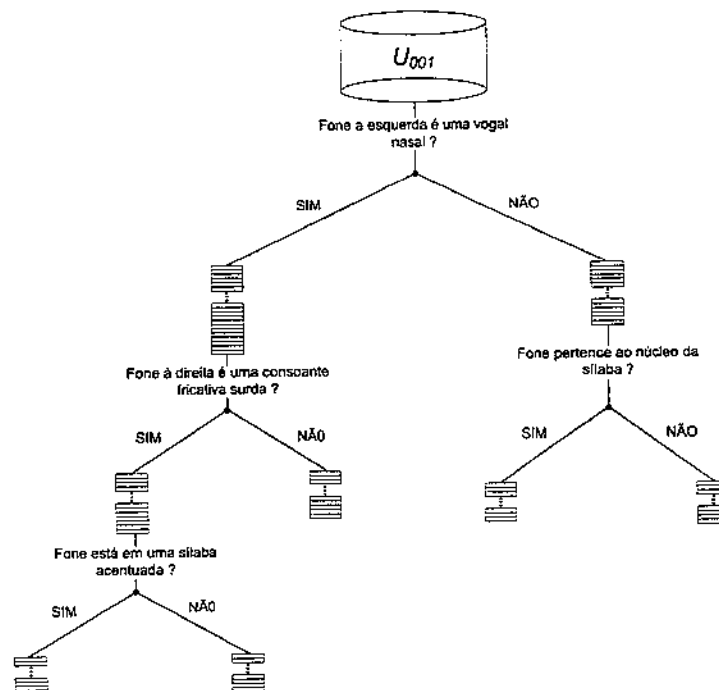 U001
Fone a esquerda é uma vogal
nasal ?
SIM
NÃO
Fone à direita é uma consoante
fricativa surda ?
Fone pertence ao núcleo da
sílaba ?
SIM
NÃO
SIM
NÃO
Fone está em uma sílaba
acentuada ?
SIM
NÃO